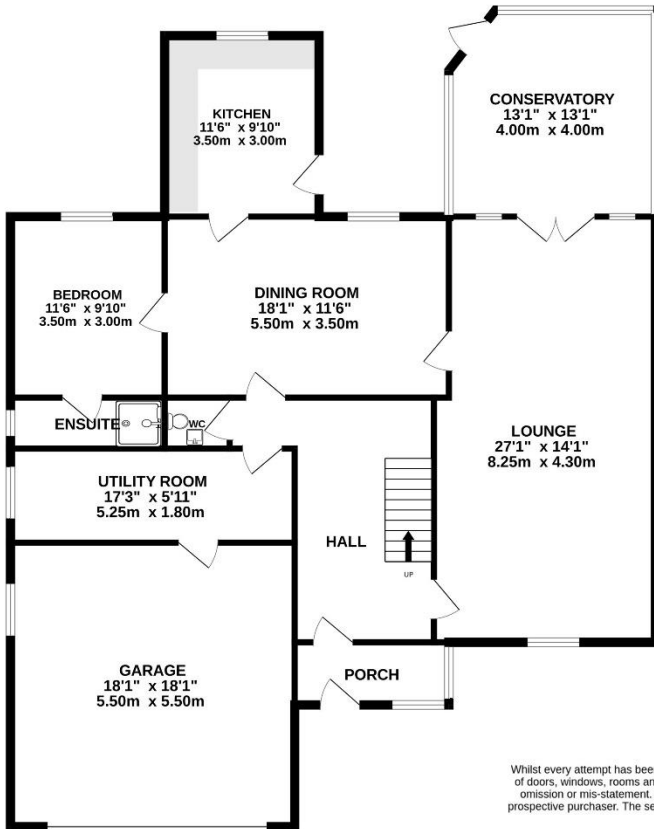 KITCHEN
11'6" x 9'10"
3.50m x 3.00m
CONSERVATORY
13'1" x 13'1"
4.00m x 4.00m
BEDROOM
11'6" x 9'10"
3.50m x 3.00m
DINING ROOM
18'1" x 11'6"
5.50m x 3.50m
ENSUITE
WC
LOUNGE
27'1" x 14'1"
8.25m x 4.30m
UTILITY ROOM
17'3" x 5'11"
5.25m x 1.80m
HALL
UP
GARAGE
18'1" x 18'1"
5.50m x 5.50m
PORCH
Whilst every attempt has bee
of doors, windows, rooms an
omission or mis-statement.
prospective purchaser. The se